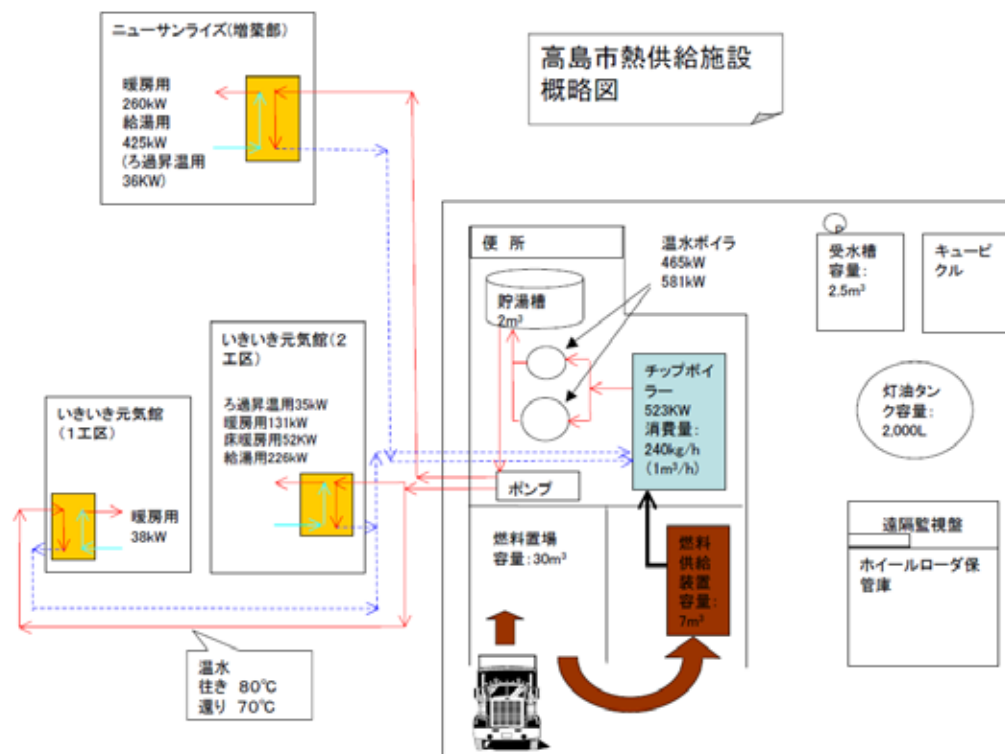 ニューサンライズ(増築部)
暖房用
260kW
給湯用
425kW
(ろ過昇温用
36KW)
高島市熱供給施設
概略図
便 所
貯湯槽
2m³
温水ボイラ
465kW
581kW
P
受水槽
容量:
2.5m³
キュービ
クル
いきいき元気館(2
工区)
ろ過昇温用35kW
暖房用131kW
床暖房用52KW
給湯用226kW
チップボイ
ラー
523KW
消費量:
240kg/h
(1m³/h)
灯油タン
ク容量:
2,000L
いきいき元気館
(1工区)
暖房用
38kW
ポンプ
燃料置場
容量:30m³
燃料
供給
装置
容量:
7m³
遠隔監視盤
ホイールローダ保
管庫
温水
往き 80℃
還り 70℃